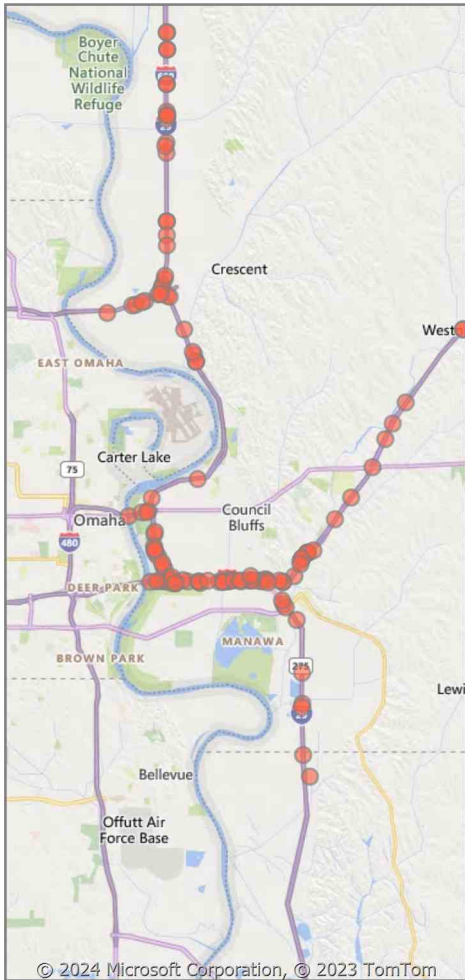 Boyer
Chute
National
Wildlife
Refuge
Crescent
West
EAST OMAHA
Carter Lake
75
Omaha
Council
Bluffs
480
DEER PARK
MANAWA
BROWN PARK
275
Lewi
Bellevue
Offutt Air
Force Base
© 2024 Microsoft Corporation, © 2023 TomTom